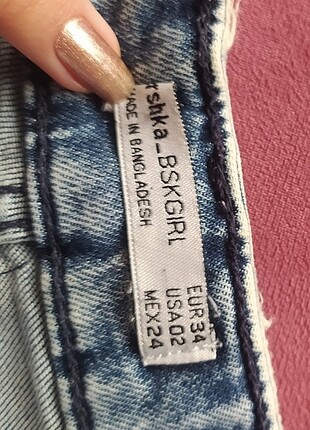 rshka_BSKGIRL
MADE IN BANGLADESH
EUR34
USA02
MEX24